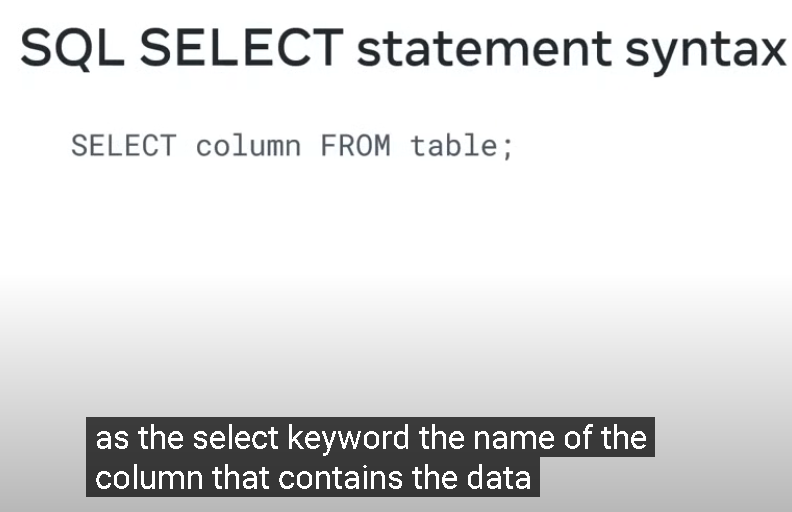 SQL SELECT statement syntax
SELECT column FROM table;
as the select keyword the name of the
column that contains the data